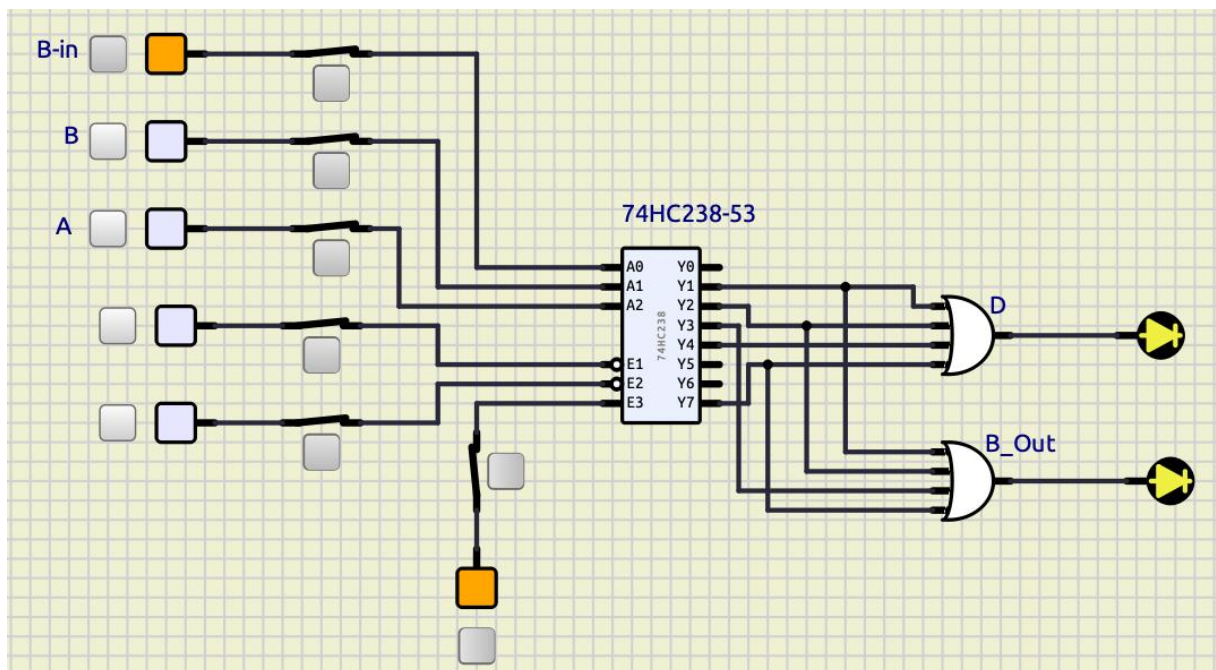 B-in
B
A
74HC238-53
A0
A1
A2
E1
E2
E3
74HC238
Y0
Y1
Y2
Y3
Y4
Y5
Y6
Y7
D
B_Out